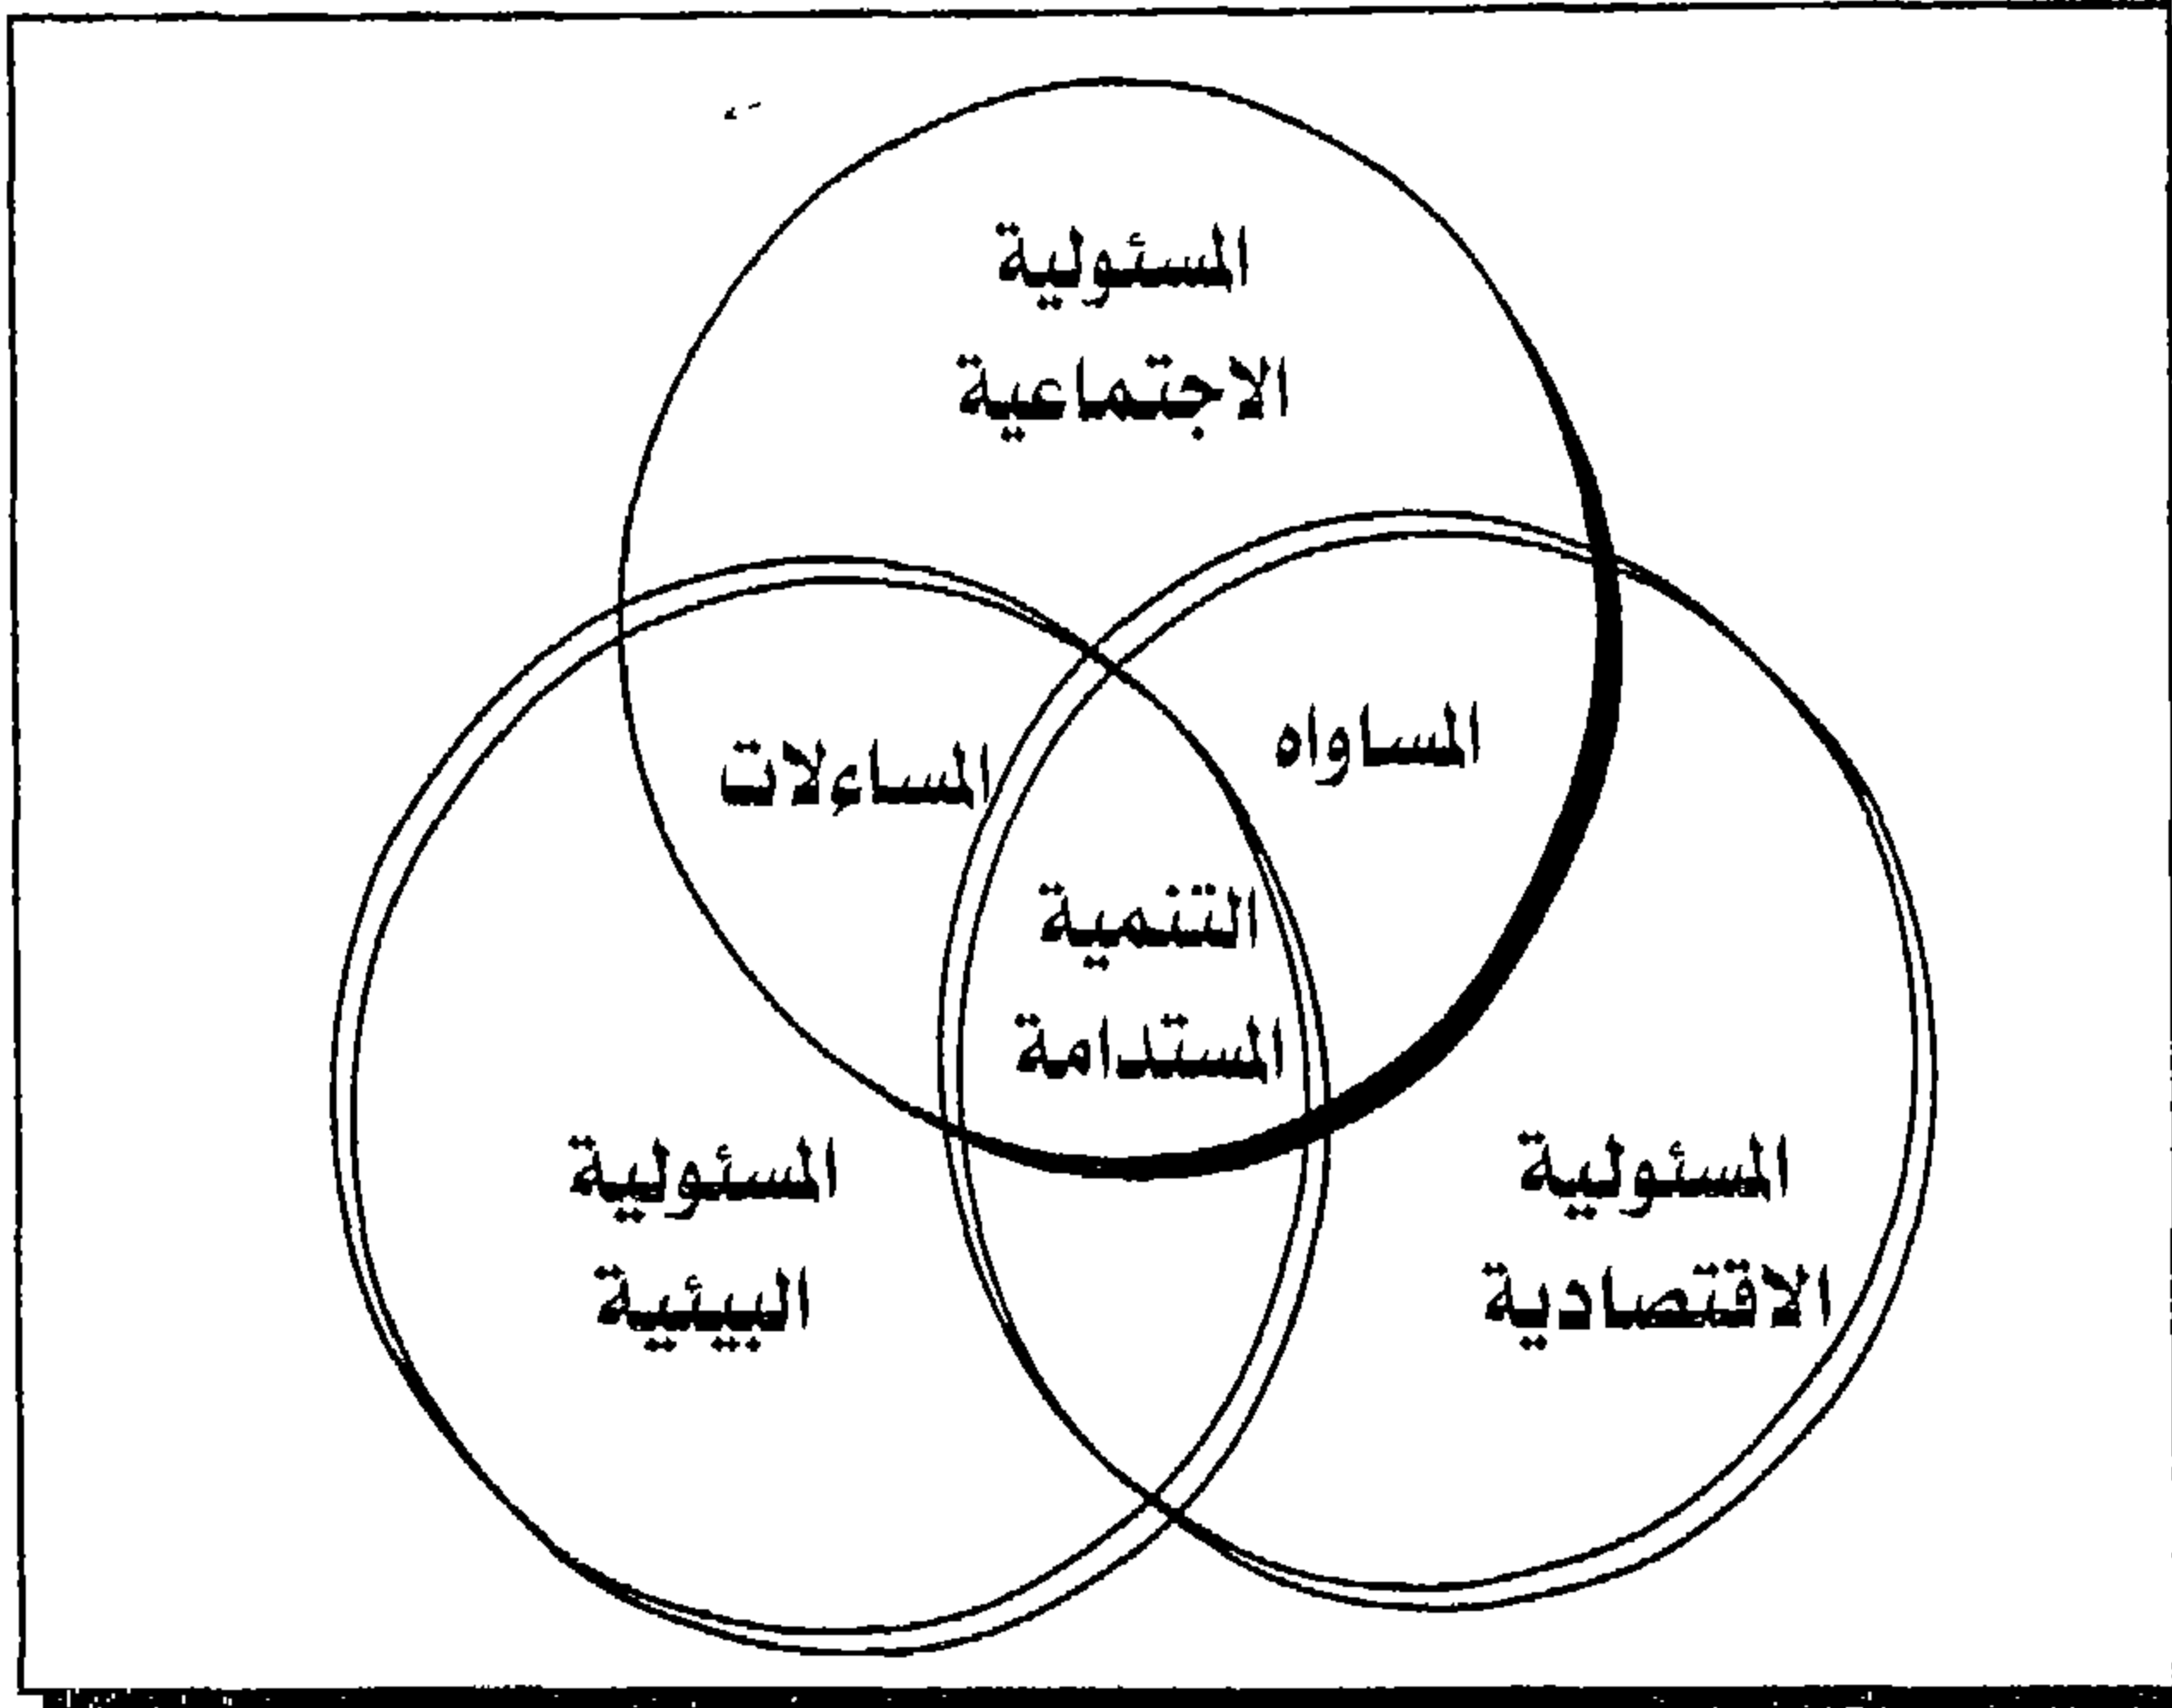 المسئولية
الاجتماعية
المساواه
المساءلات
التنمية
المستدامة
المسئولية
الاقتصادية
المسئولية
البيئية